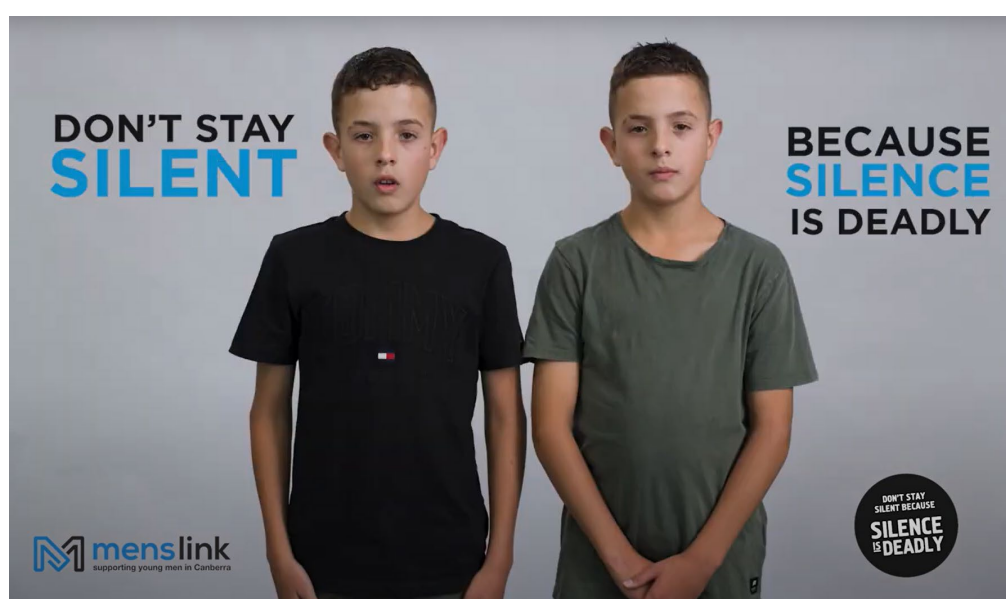 DON'T STAY
SILENT
BECAUSE
SILENCE
IS DEADLY
TOMMY
menslink
supporting young men in Canberra
DON'T STAY
SILENT BECAUSE
SILENCE
IS DEADLY